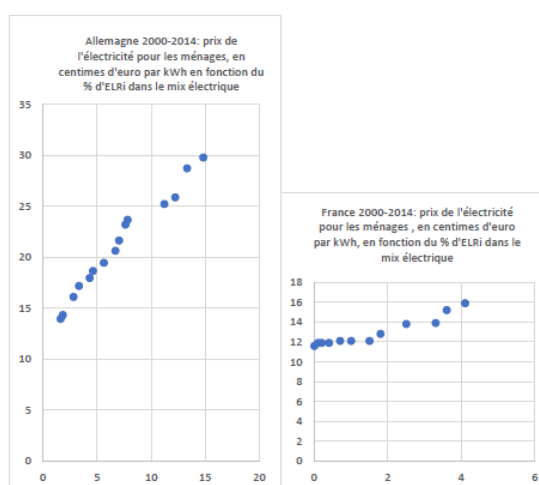 Allemagne 2000-2014: prix de
l'électricité pour les ménages, en
centimes d'euro par kWh en fonction du
% d'ELRi dans le mix électrique
35
30
25
20
15
10
5
0
0 5 10 15 20
France 2000-2014: prix de l'électricité
pour les ménages , en centimes d'euro
par kWh, en fonction du % d'ELRi dans le
mix électrique
18
16
14
12
10
8
6
4
2
0
0 2 4 6